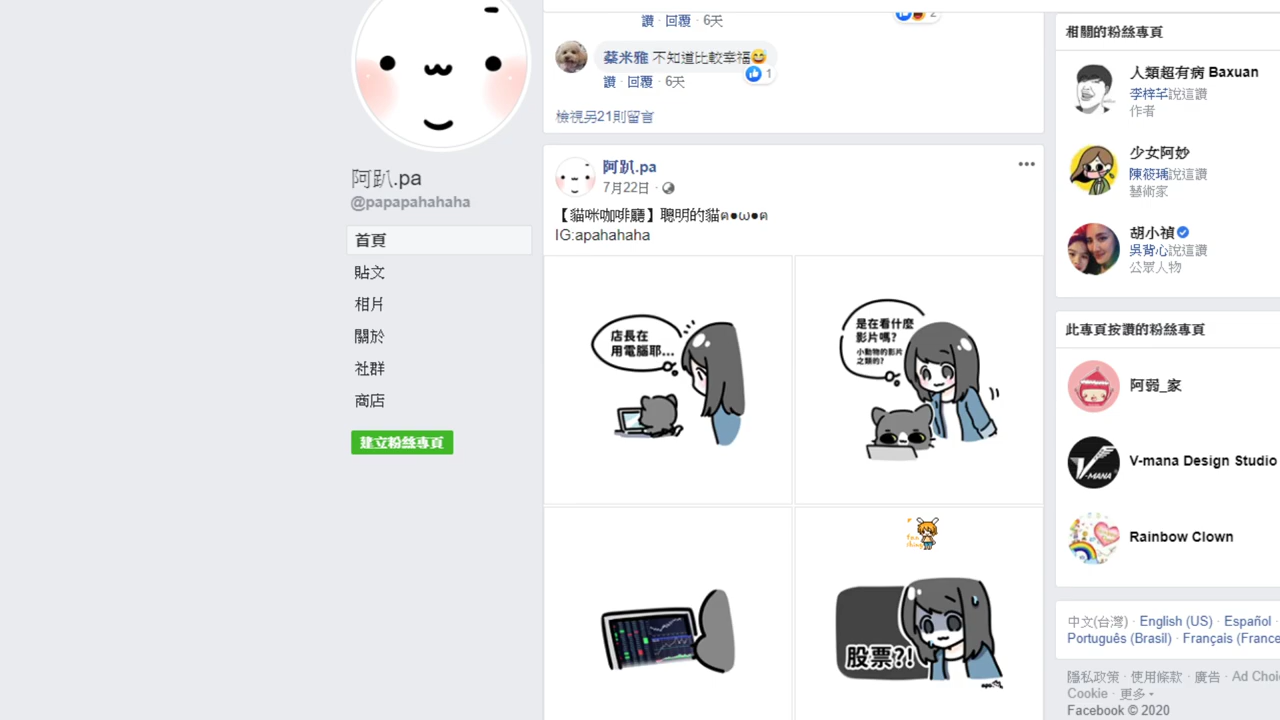 阿趴.pa
@papapahahaha
首頁
貼文
相片
關於
社群
商店
建立粉絲專頁
讚 · 回覆 · 6天
2
蔡米雅 不知道比較幸福😅
1
讚 · 回覆 · 6天
檢視另21則留言
阿趴.pa
7月22日 ·
【貓咪咖啡廳】聰明的貓ฅ●ω●ฅ
IG:apahahaha
店長在
用電腦耶...
是在看什麼
影片嗎?
小動物的影片
之類的?
股票?!
相關的粉絲專頁
人類超有病 Baxuan
李梓芊說這讚
作者
少女阿妙
陳筱瑀說這讚
藝術家
胡小禎
吳背心說這讚
公眾人物
此專頁按讚的粉絲專頁
阿弱_家
V-MANA
V-mana Design Studio
Rainbow Clown
中文(台灣) · English (US) · Español ·
Português (Brasil) · Français (France
隱私政策 · 使用條款 · 廣告 · Ad Choi
Cookie · 更多
Facebook © 2020